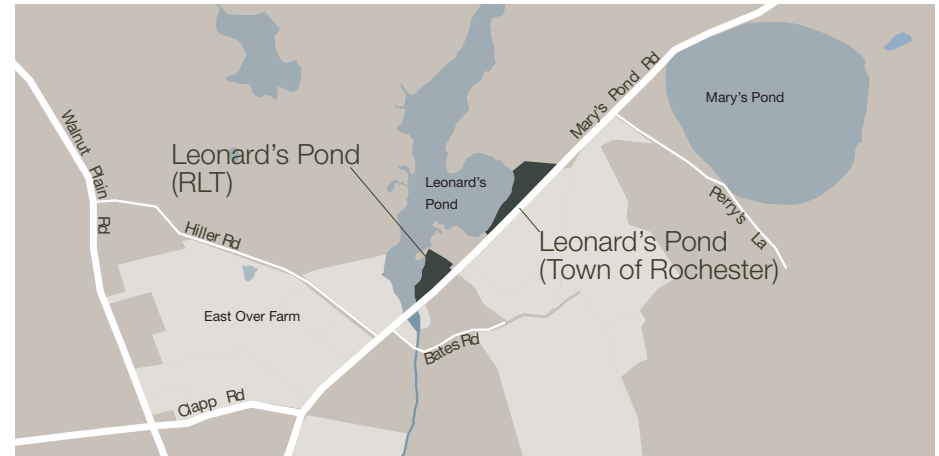 Mary's Pond Rd
Mary's Pond
Walnut Plain Rd
Leonard's Pond
(RLT)
Leonard's
Pond
Perry's La
Hiller Rd
Leonard's Pond
(Town of Rochester)
East Over Farm
Bates Rd
Clapp Rd